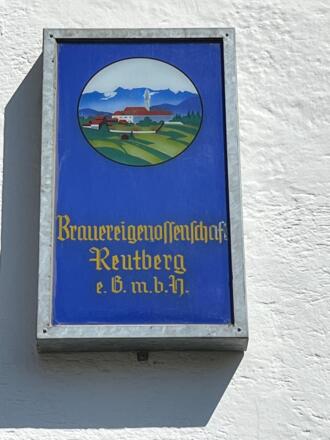 Brauereigenossenschaft
Reutberg
e. G. m. b. H.